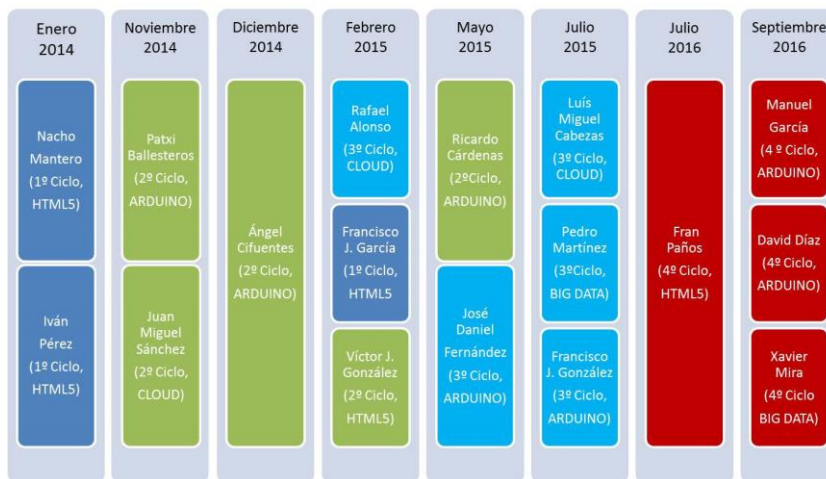 Enero
2014
Nacho
Mantero
(1º Ciclo,
HTML5)
Iván
Pérez
(1º Ciclo,
HTML5)
Noviembre
2014
Patxi
Ballesteros
(2º Ciclo,
ARDUINO)
Juan
Miguel
Sánchez
(2º Ciclo,
CLOUD)
Diciembre
2014
Ángel
Cifuentes
(2º Ciclo,
ARDUINO)
Febrero
2015
Rafael
Alonso
(3º Ciclo,
CLOUD)
Francisco
J. García
(1º Ciclo,
HTML5
Víctor J.
González
(2º Ciclo,
HTML5)
Mayo
2015
Ricardo
Cárdenas
(2ºCiclo,
ARDUINO)
José
Daniel
Fernández
(3º Ciclo,
ARDUINO)
Julio
2015
Luís
Miguel
Cabezas
(3º Ciclo,
CLOUD)
Pedro
Martínez
(3ºCiclo,
BIG DATA)
Francisco
J. González
(3º Ciclo,
ARDUINO)
Julio
2016
Fran
Paños
(4º Ciclo,
HTML5)
Septiembre
2016
Manuel
García
(4 º Ciclo,
ARDUINO)
David Díaz
(4º Ciclo,
ARDUINO)
Xavier
Mira
(4º Ciclo
BIG DATA)